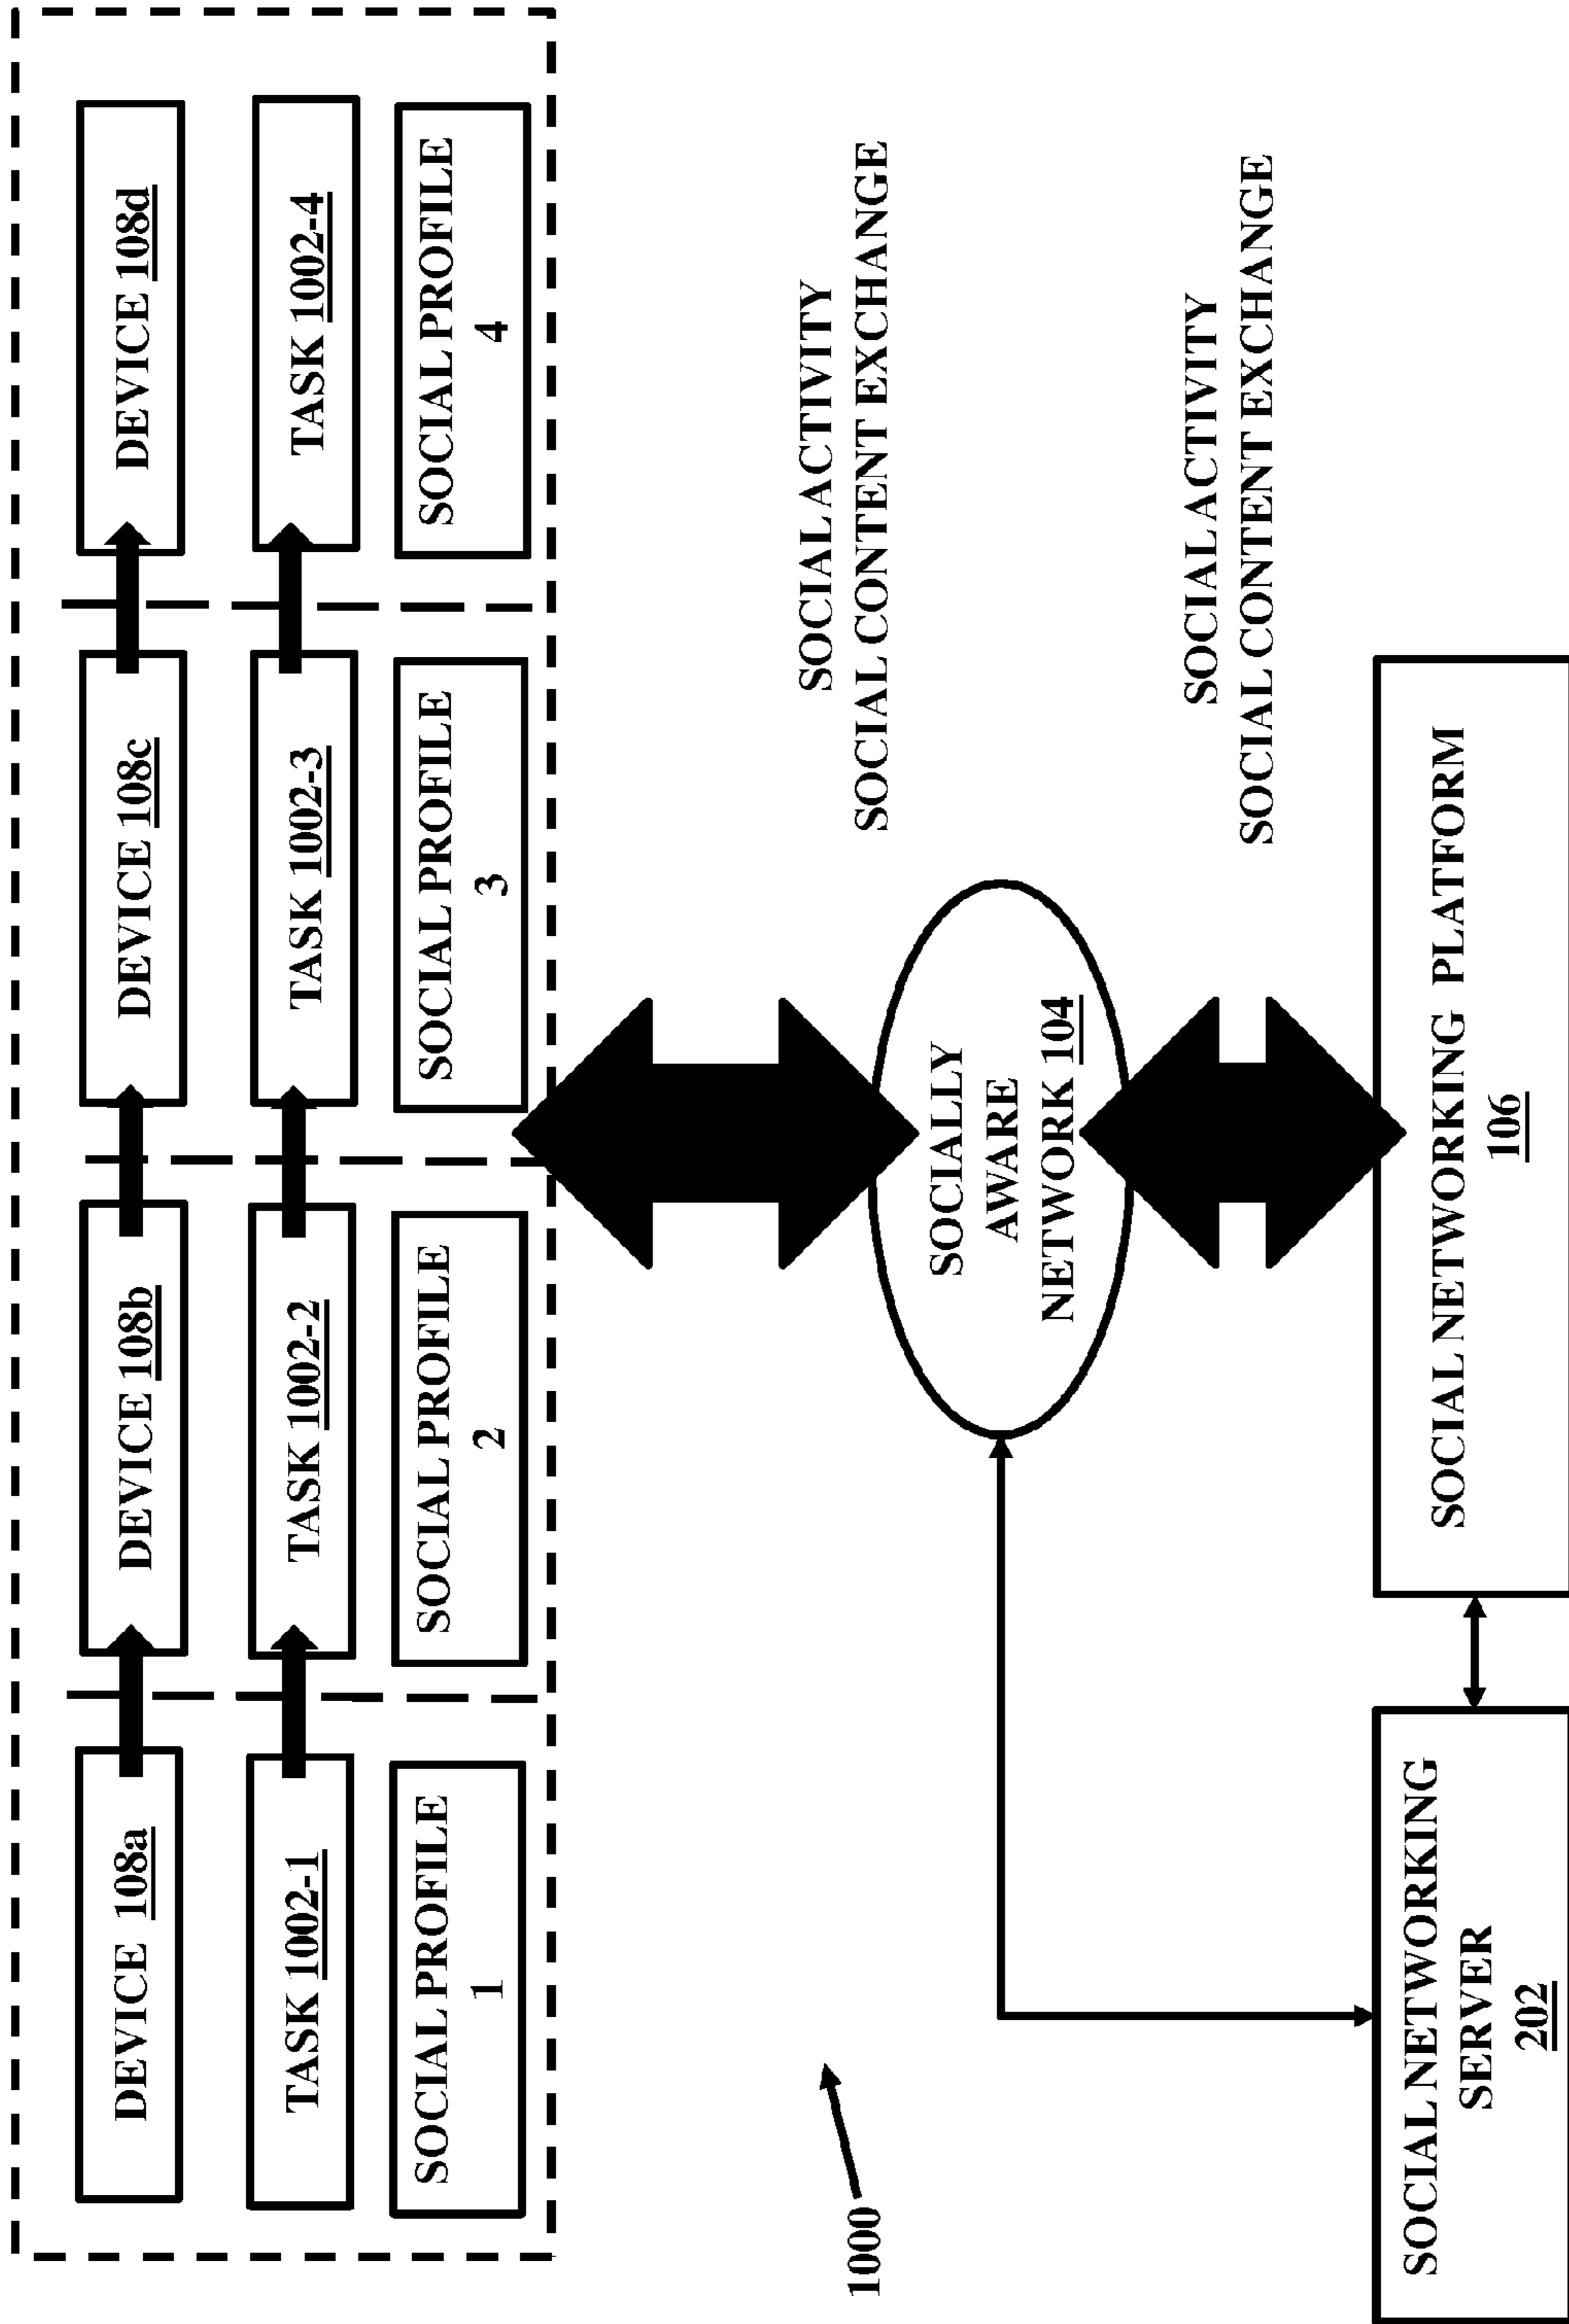 DEVICE 108a
DEVICE 108b
DEVICE 108c
DEVICE 108d
TASK 1002-1
TASK 1002-2
TASK 1002-3
TASK 1002-4
SOCIAL PROFILE
1
SOCIAL PROFILE
2
SOCIAL PROFILE
3
SOCIAL PROFILE
4
1000
SOCIAL ACTIVITY
SOCIAL CONTENT EXCHANGE
SOCIALLY
AWARE
NETWORK 104
SOCIAL ACTIVITY
SOCIAL CONTENT EXCHANGE
SOCIAL NETWORKING
SERVER
202
SOCIAL NETWORKING PLATFORM
106